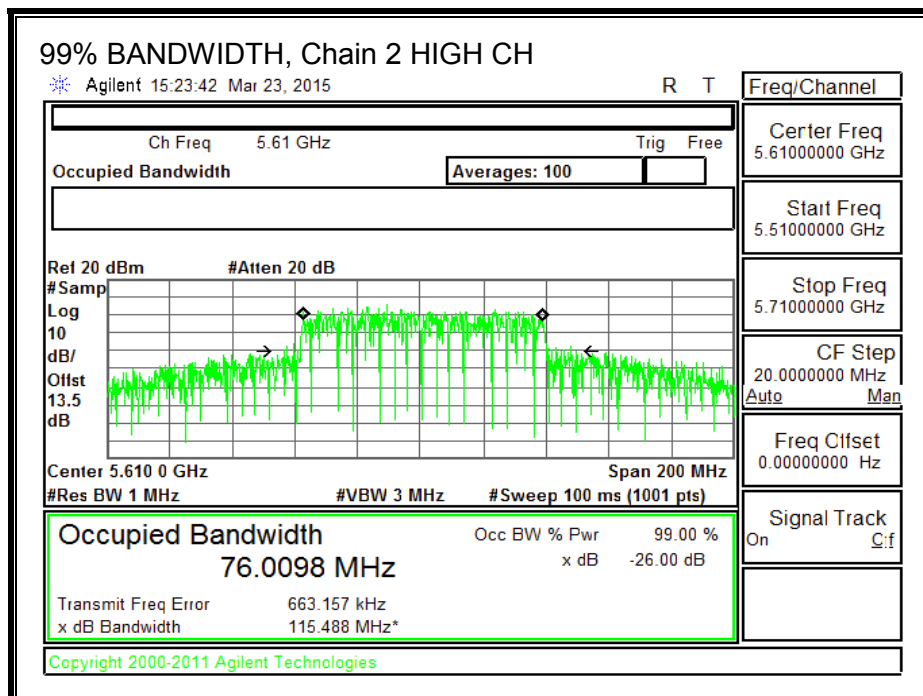 99% BANDWIDTH, Chain 2 HIGH CH
Agilent 15:23:42 Mar 23, 2015 R T
Freq/Channel
Ch Freq 5.61 GHz Trig Free
Occupied Bandwidth Averages: 100
Center Freq
5.61000000 GHz
Start Freq
5.51000000 GHz
Stop Freq
5.71000000 GHz
CF Step
20.0000000 MHz
Auto Man
Freq Offset
0.00000000 Hz
Signal Track
On Off
Ref 20 dBm #Atten 20 dB
#Samp
Log
10
dB/
Offst
13.5
dB
Center 5.610 0 GHz Span 200 MHz
#Res BW 1 MHz #VBW 3 MHz #Sweep 100 ms (1001 pts)
Occupied Bandwidth
76.0098 MHz
Occ BW % Pwr 99.00 %
x dB -26.00 dB
Transmit Freq Error 663.157 kHz
x dB Bandwidth 115.488 MHz*
Copyright 2000-2011 Agilent Technologies